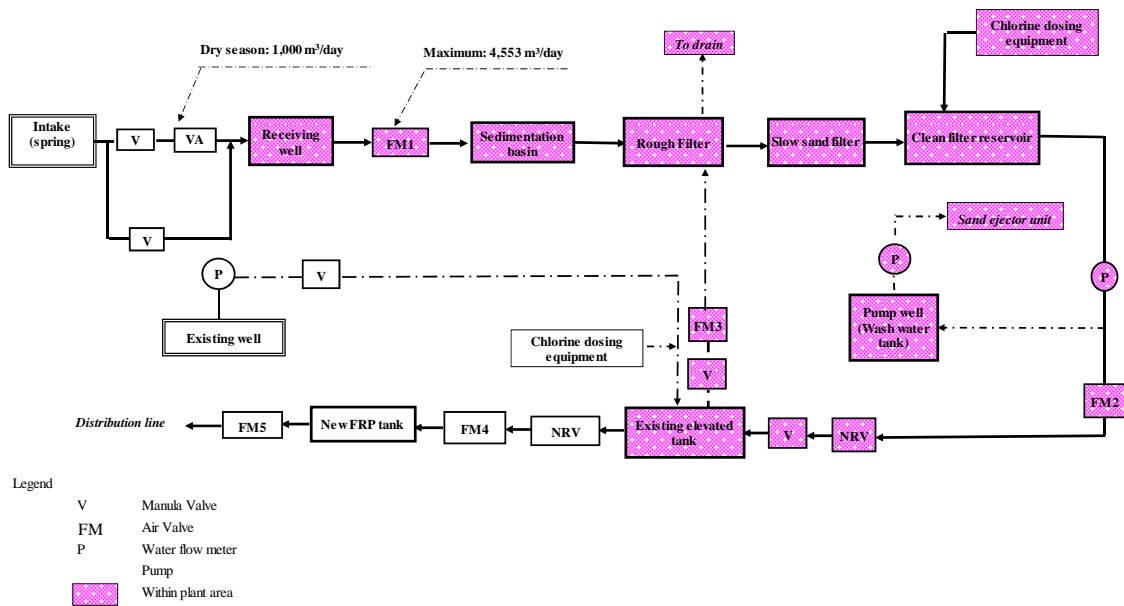 Dry season: 1,000 m³/day
Maximum: 4,553 m³/day
To drain
Chlorine dosing
equipment
Intake
(spring)
V
VA
Receiving
well
FM1
Sedimentation
basin
Rough Filter
Slow sand filter
Clean filter reservoir
V
Sand ejector unit
P
V
P
P
Existing well
Pump well
(Wash water
tank)
FM3
Chlorine dosing
equipment
V
FM2
Distribution line
FM5
New FRP tank
FM4
NRV
Existing elevated
tank
V
NRV
Legend
V Manula Valve
FM Air Valve
P Water flow meter
Pump
Within plant area